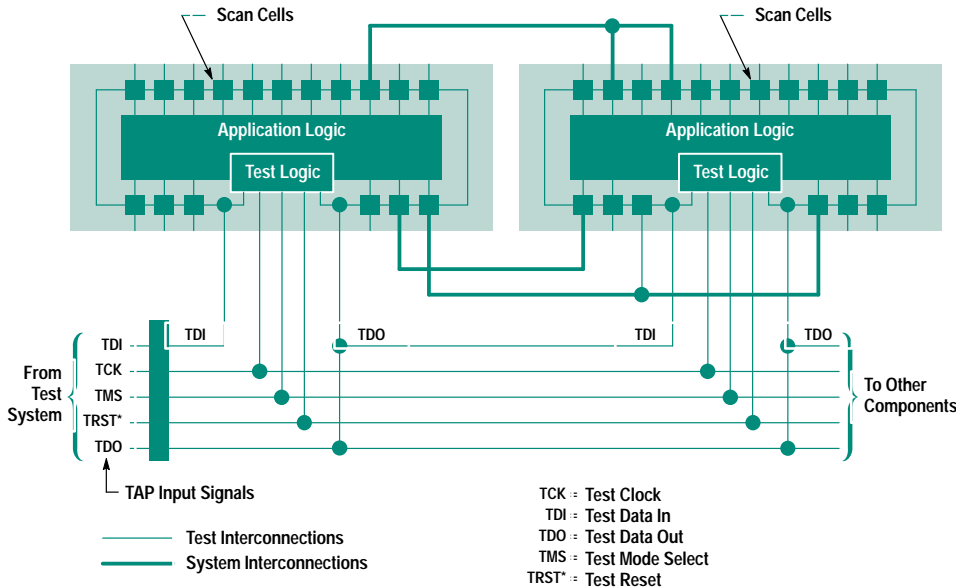 Scan Cells
Scan Cells
Application Logic
Application Logic
Test Logic
Test Logic
TDI
TDO
TDI
TDO
From
Test
System
TDI
TCK
TMS
TRST*
TDO
To Other
Components
TAP Input Signals
Test Interconnections
System Interconnections
TCK = Test Clock
TDI = Test Data In
TDO = Test Data Out
TMS = Test Mode Select
TRST* = Test Reset